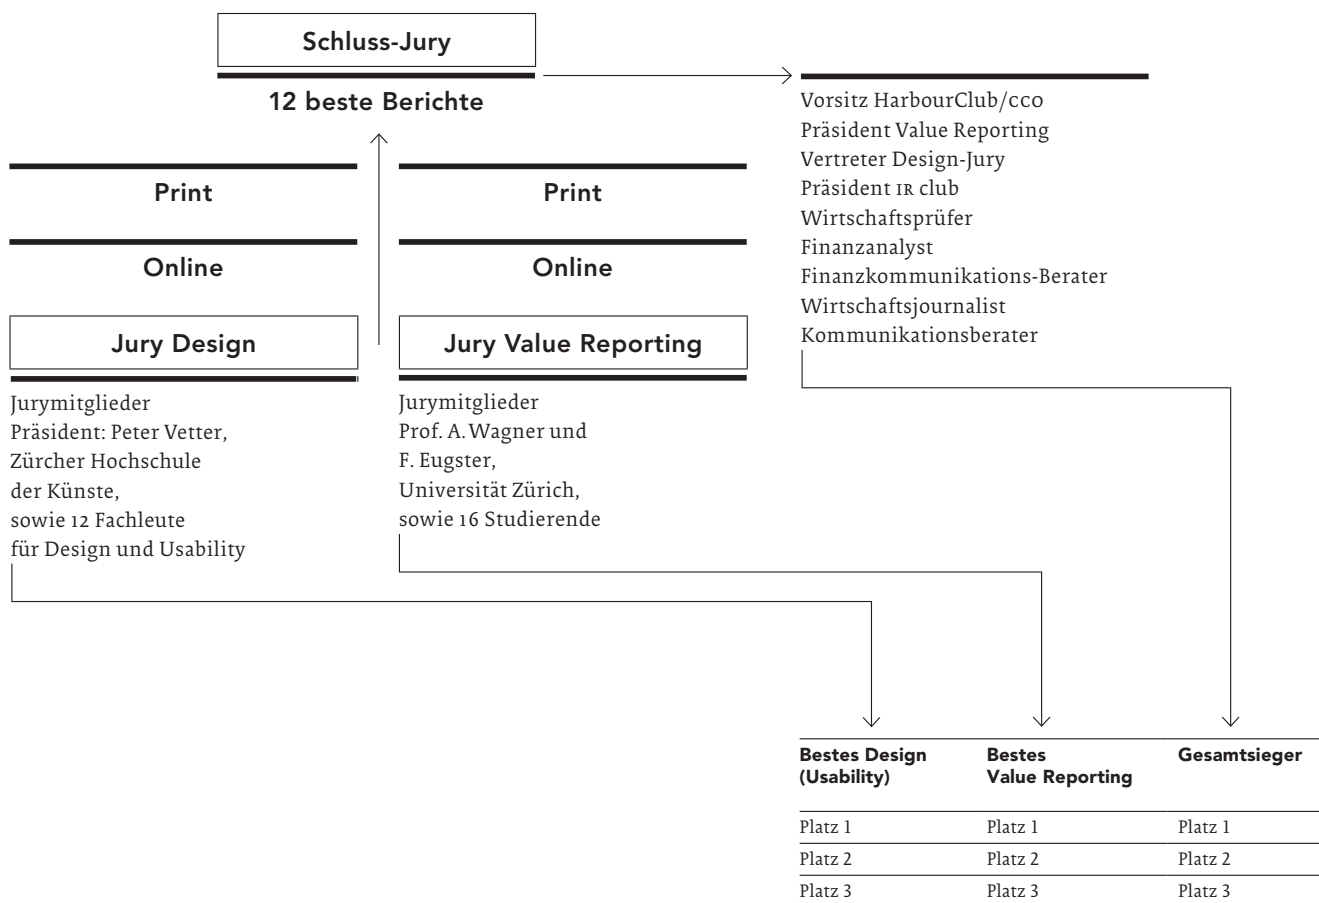 Schluss-Jury
12 beste Berichte
Print
Online
Jury Design
Jurymitglieder
Präsident: Peter Vetter,
Zürcher Hochschule
der Künste,
sowie 12 Fachleute
für Design und Usability
Print
Online
Jury Value Reporting
Jurymitglieder
Prof. A. Wagner und
F. Eugster,
Universität Zürich,
sowie 16 Studierende
Vorsitz HarbourClub/CCO
Präsident Value Reporting
Vertreter Design-Jury
Präsident IR club
Wirtschaftsprüfer
Finanzanalyst
Finanzkommunikations-Berater
Wirtschaftsjournalist
Kommunikationsberater
Bestes Design
(Usability)
Bestes
Value Reporting
Gesamtsieger
Platz 1 Platz 1 Platz 1
Platz 2 Platz 2 Platz 2
Platz 3 Platz 3 Platz 3